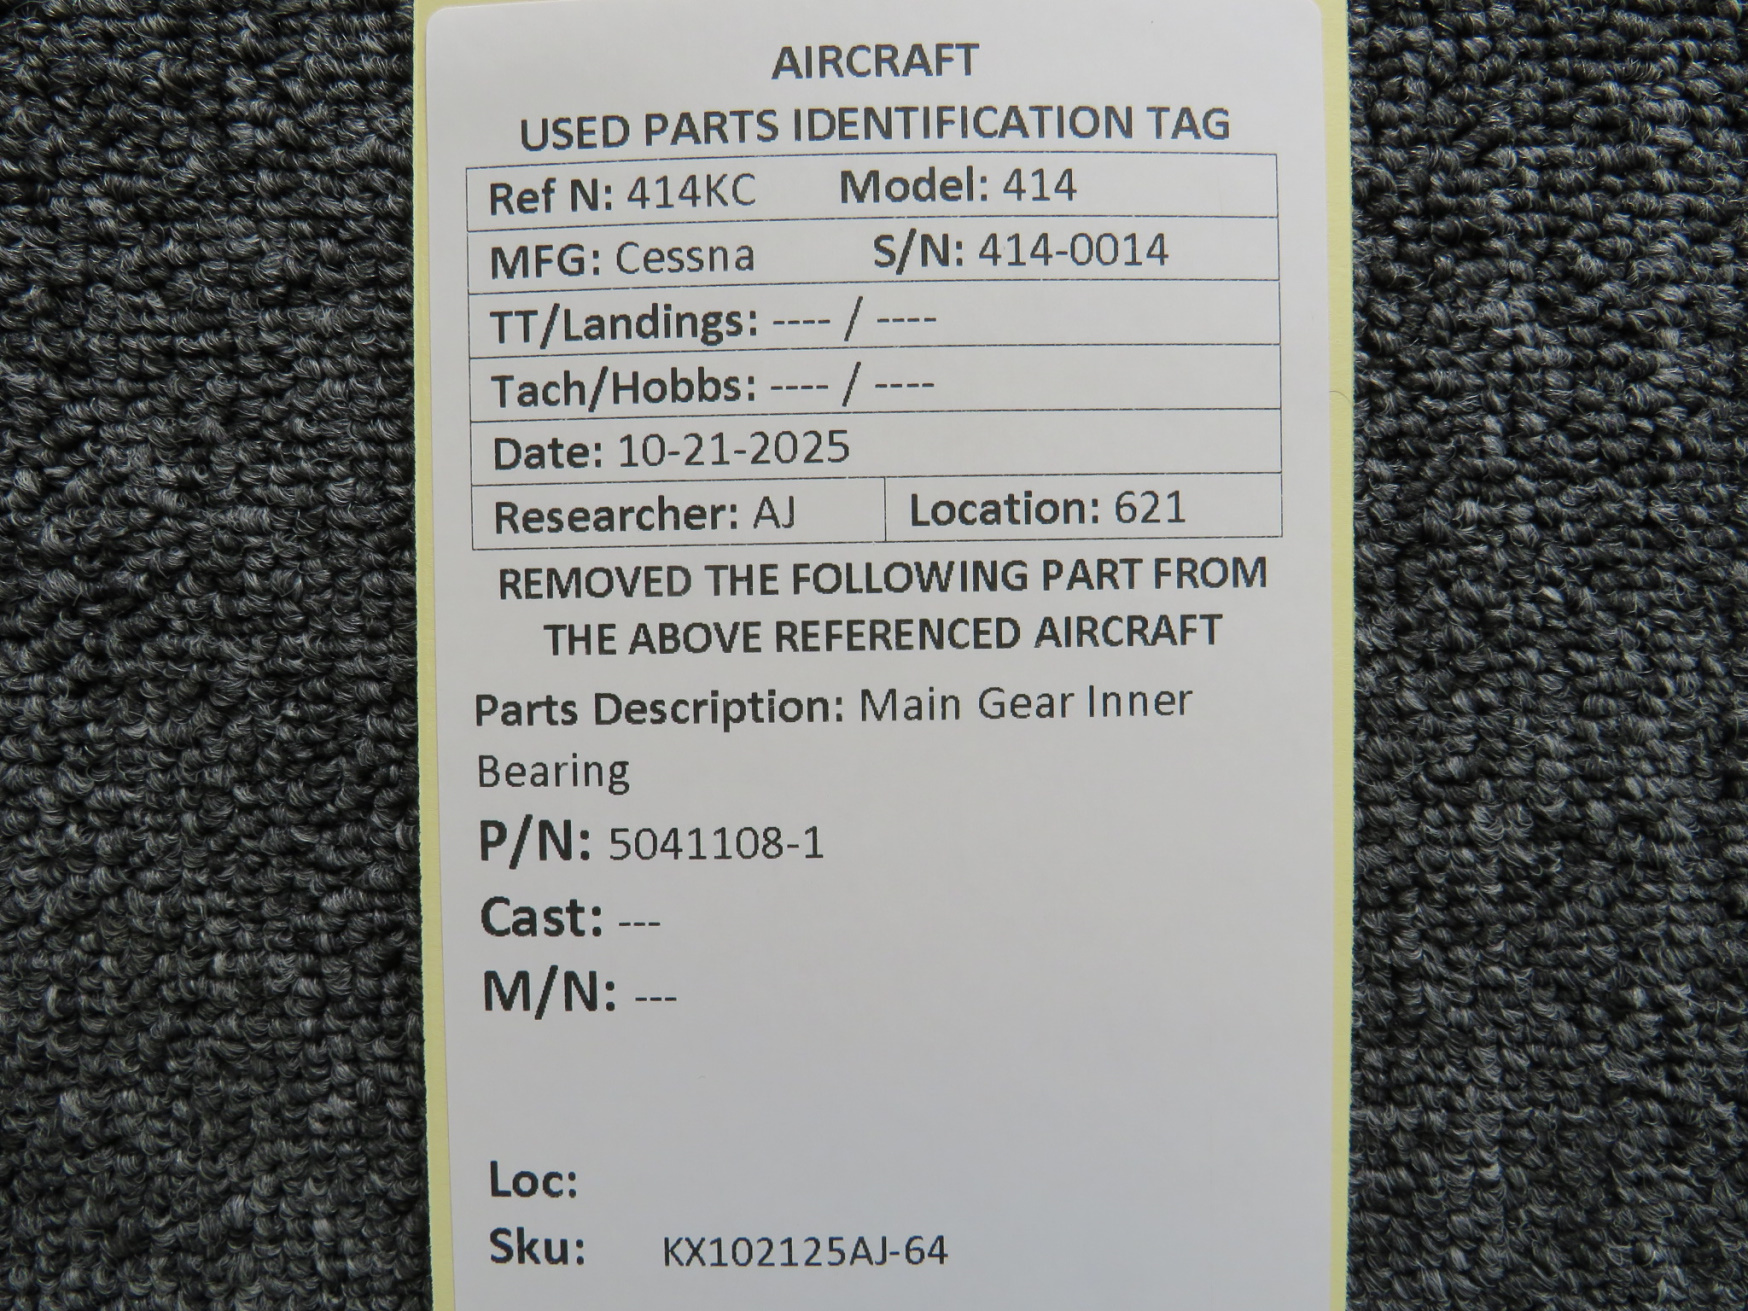 AIRCRAFT
USED PARTS IDENTIFICATION TAG
Ref N: 414KC Model: 414
MFG: Cessna S/N: 414-0014
TT/Landings: ---- / ----
Tach/Hobbs: ---- / ----
Date: 10-21-2025
Researcher: AJ Location: 621
REMOVED THE FOLLOWING PART FROM
THE ABOVE REFERENCED AIRCRAFT
Parts Description: Main Gear Inner
Bearing
P/N: 5041108-1
Cast: ---
M/N: ---
Loc:
Sku: KX102125AJ-64